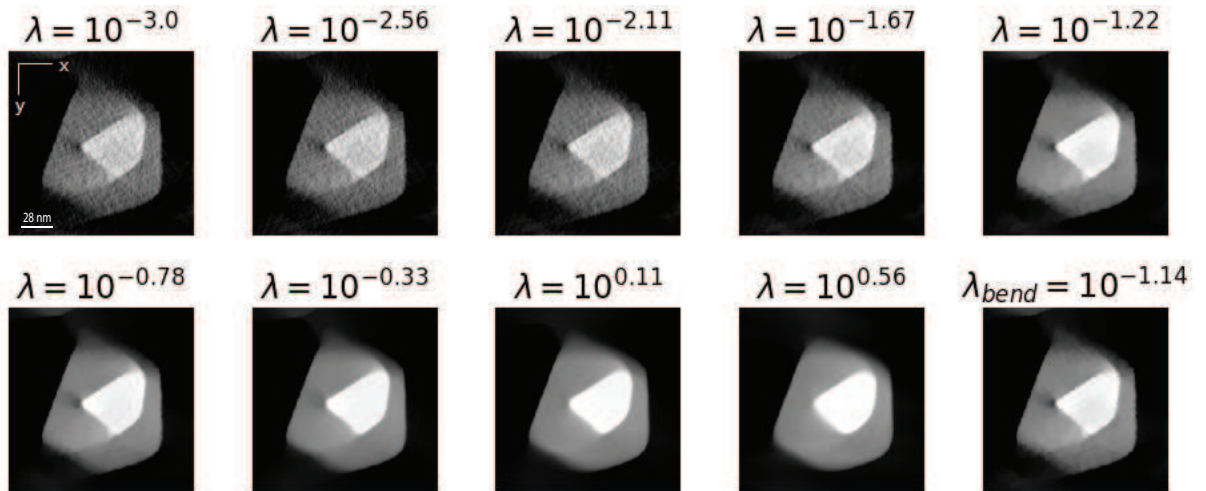 λ = 10^−3.0
λ = 10^−2.56
λ = 10^−2.11
λ = 10^−1.67
λ = 10^−1.22
x
y
28 nm
λ = 10^−0.78
λ = 10^−0.33
λ = 10^0.11
λ = 10^0.56
λ_bend = 10^−1.14